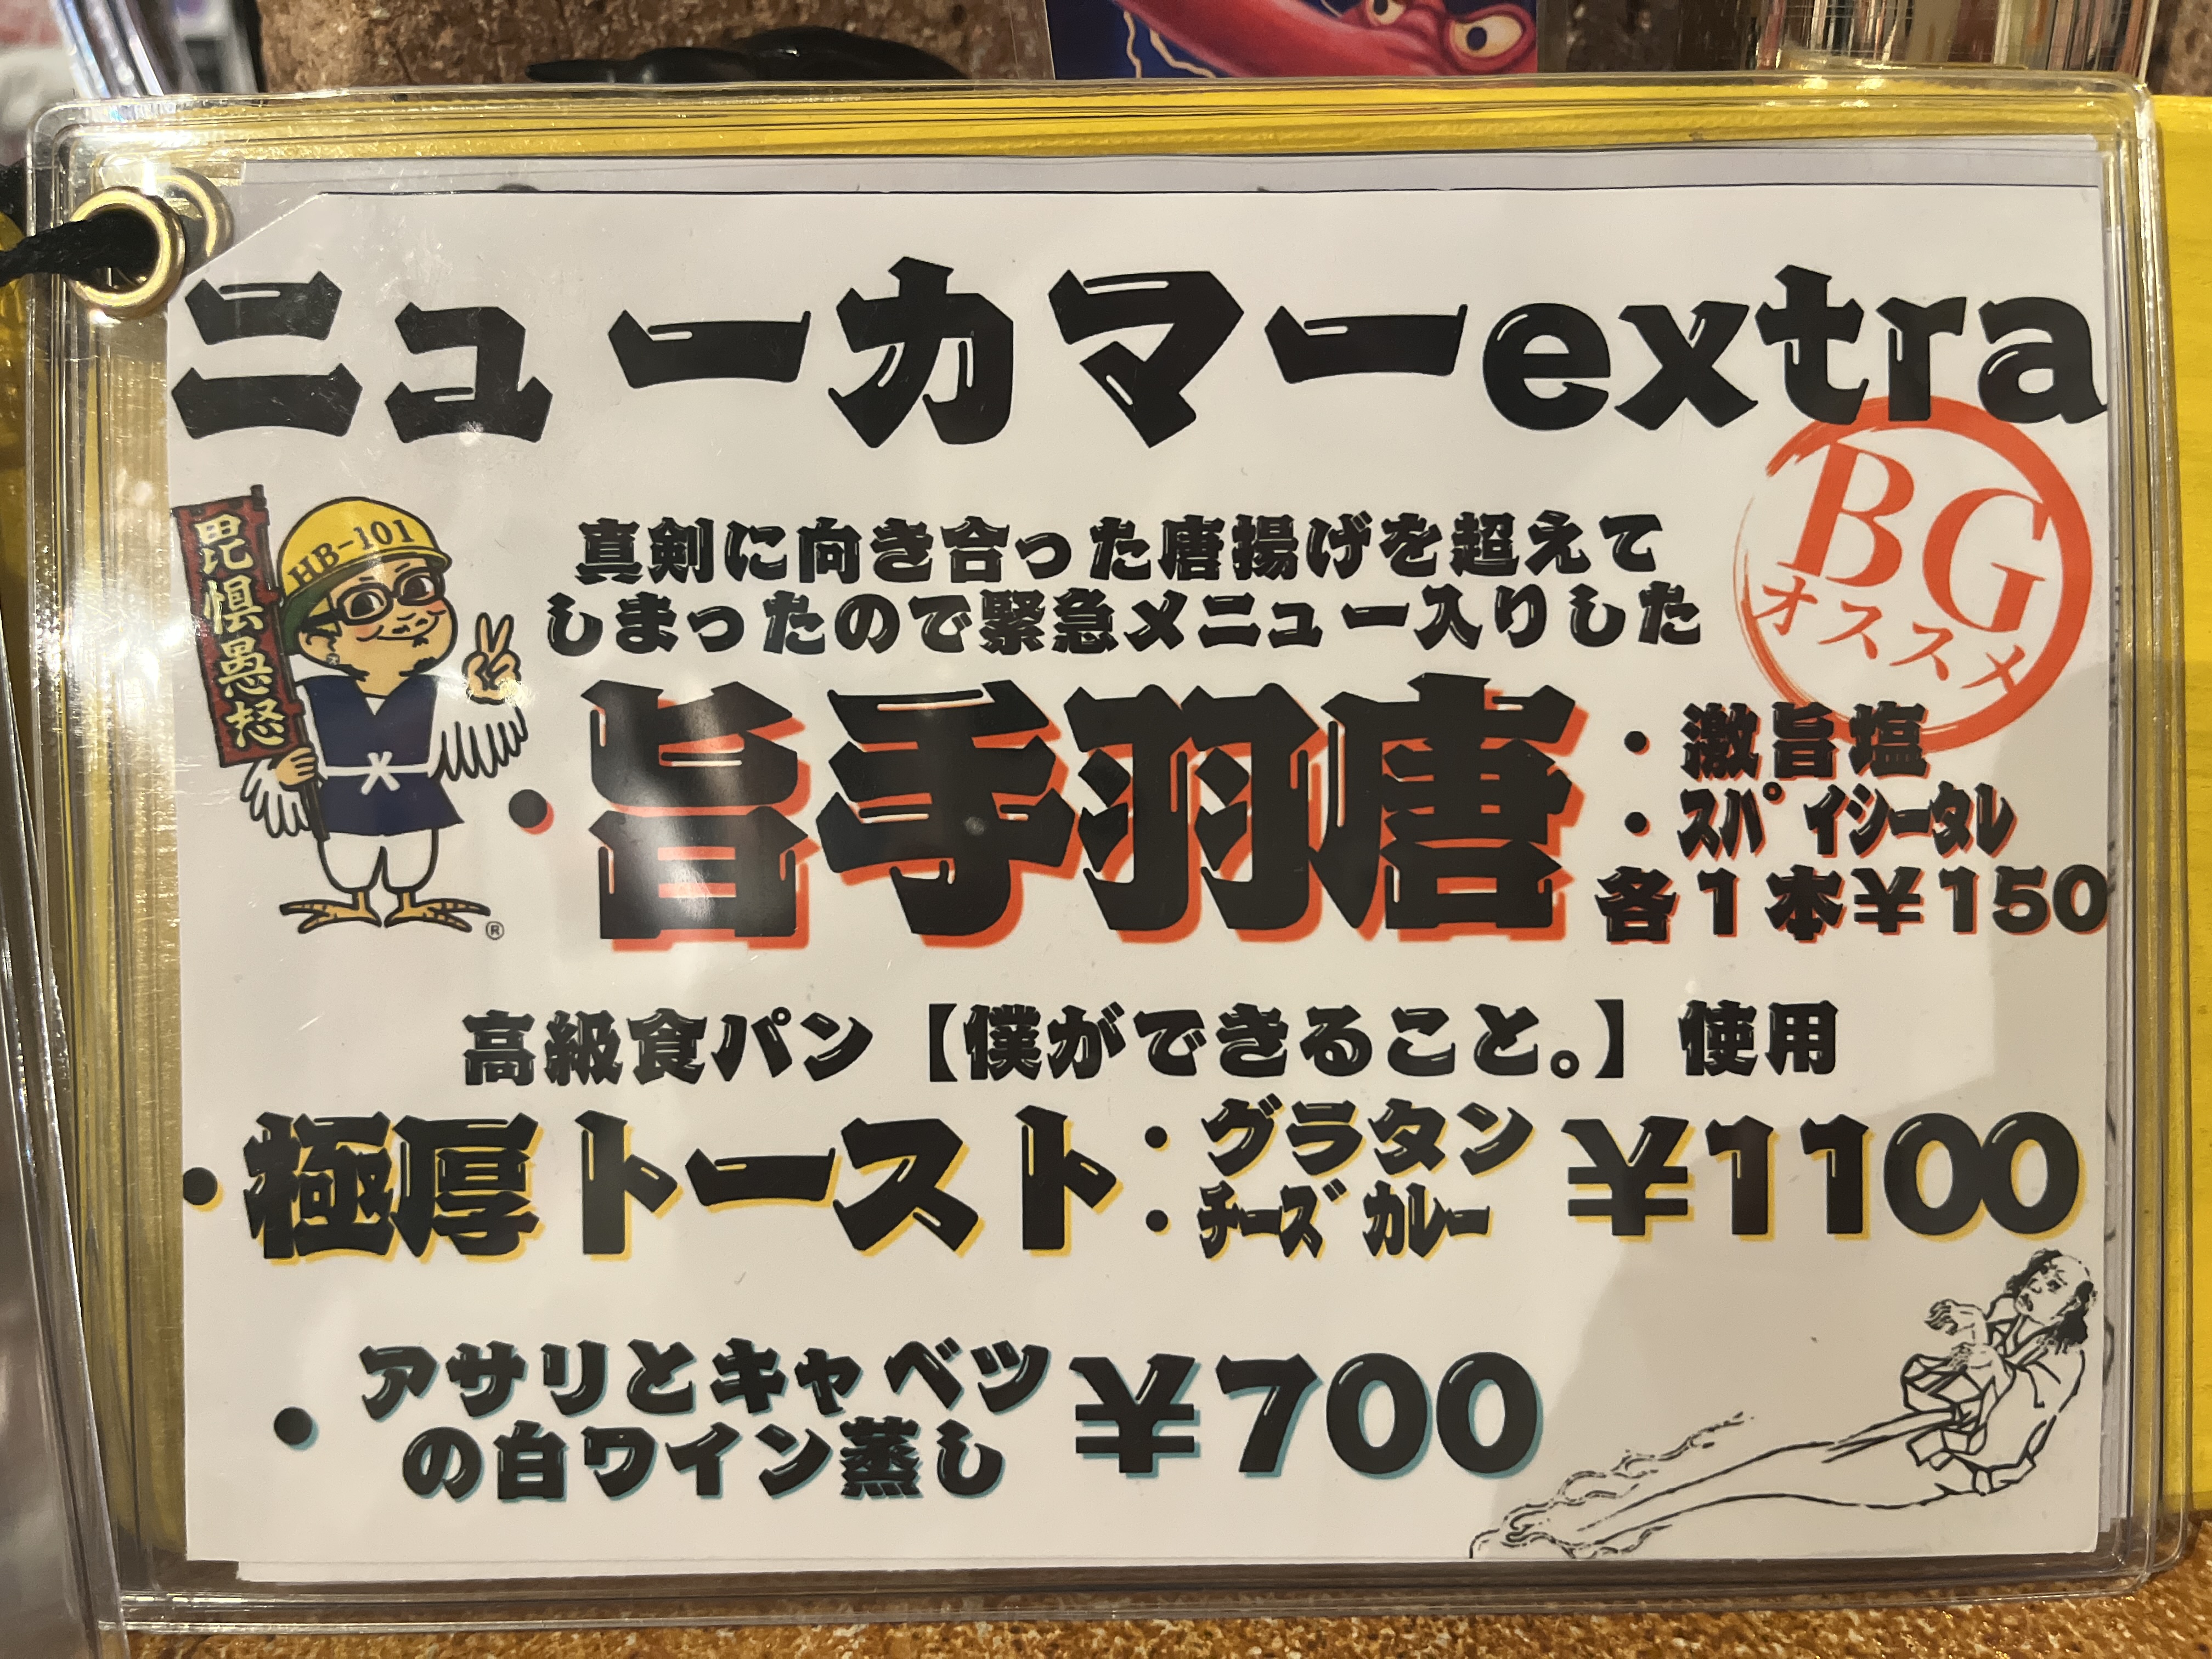 ニューカマーextra
BG
オススメ
HB-101
真剣に向き合った唐揚げを超えて
しまったので緊急メニュー入りした
・旨手羽唐
・激旨塩
・スパイシータレ
各1本¥150
®
高級食パン【僕ができること。】使用
・極厚トースト
・グラタン
・チーズカレー
¥1100
・アサリとキャベツ
の白ワイン蒸し
¥700